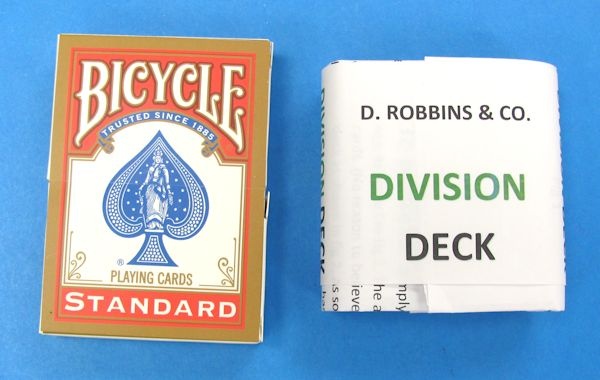 BICYCLE
TRUSTED SINCE 1885
®
PLAYING CARDS
STANDARD
D. ROBBINS & CO.
DIVISION
DECK
DIVISION DECK